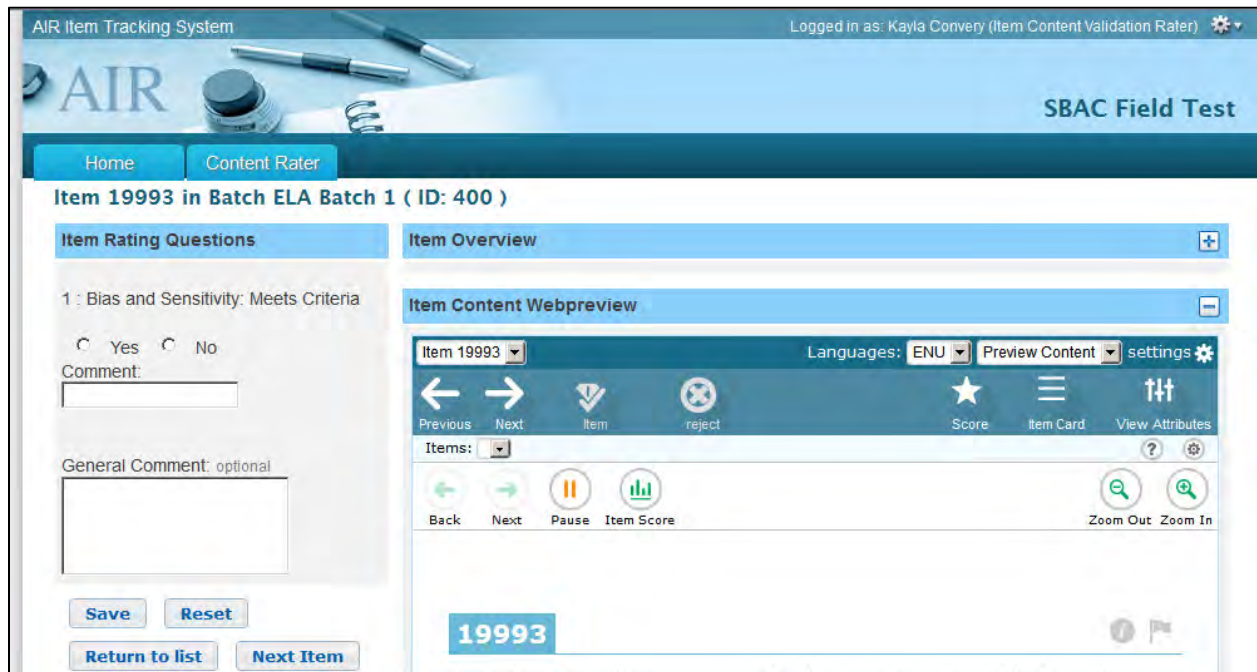 AIR Item Tracking System
Logged in as: Kayla Convery (Item Content Validation Rater)
AIR
SBAC Field Test
Home
Content Rater
Item 19993 in Batch ELA Batch 1 ( ID: 400 )
Item Rating Questions
1 : Bias and Sensitivity: Meets Criteria
Yes No
Comment:
General Comment: optional
Save Reset
Return to list Next Item
Item Overview
Item Content Webpreview
Item 19993 Languages: ENU Preview Content settings
Previous Next Item reject Score Item Card View Attributes
Items: ?
Back Next Pause Item Score Zoom Out Zoom In
19993